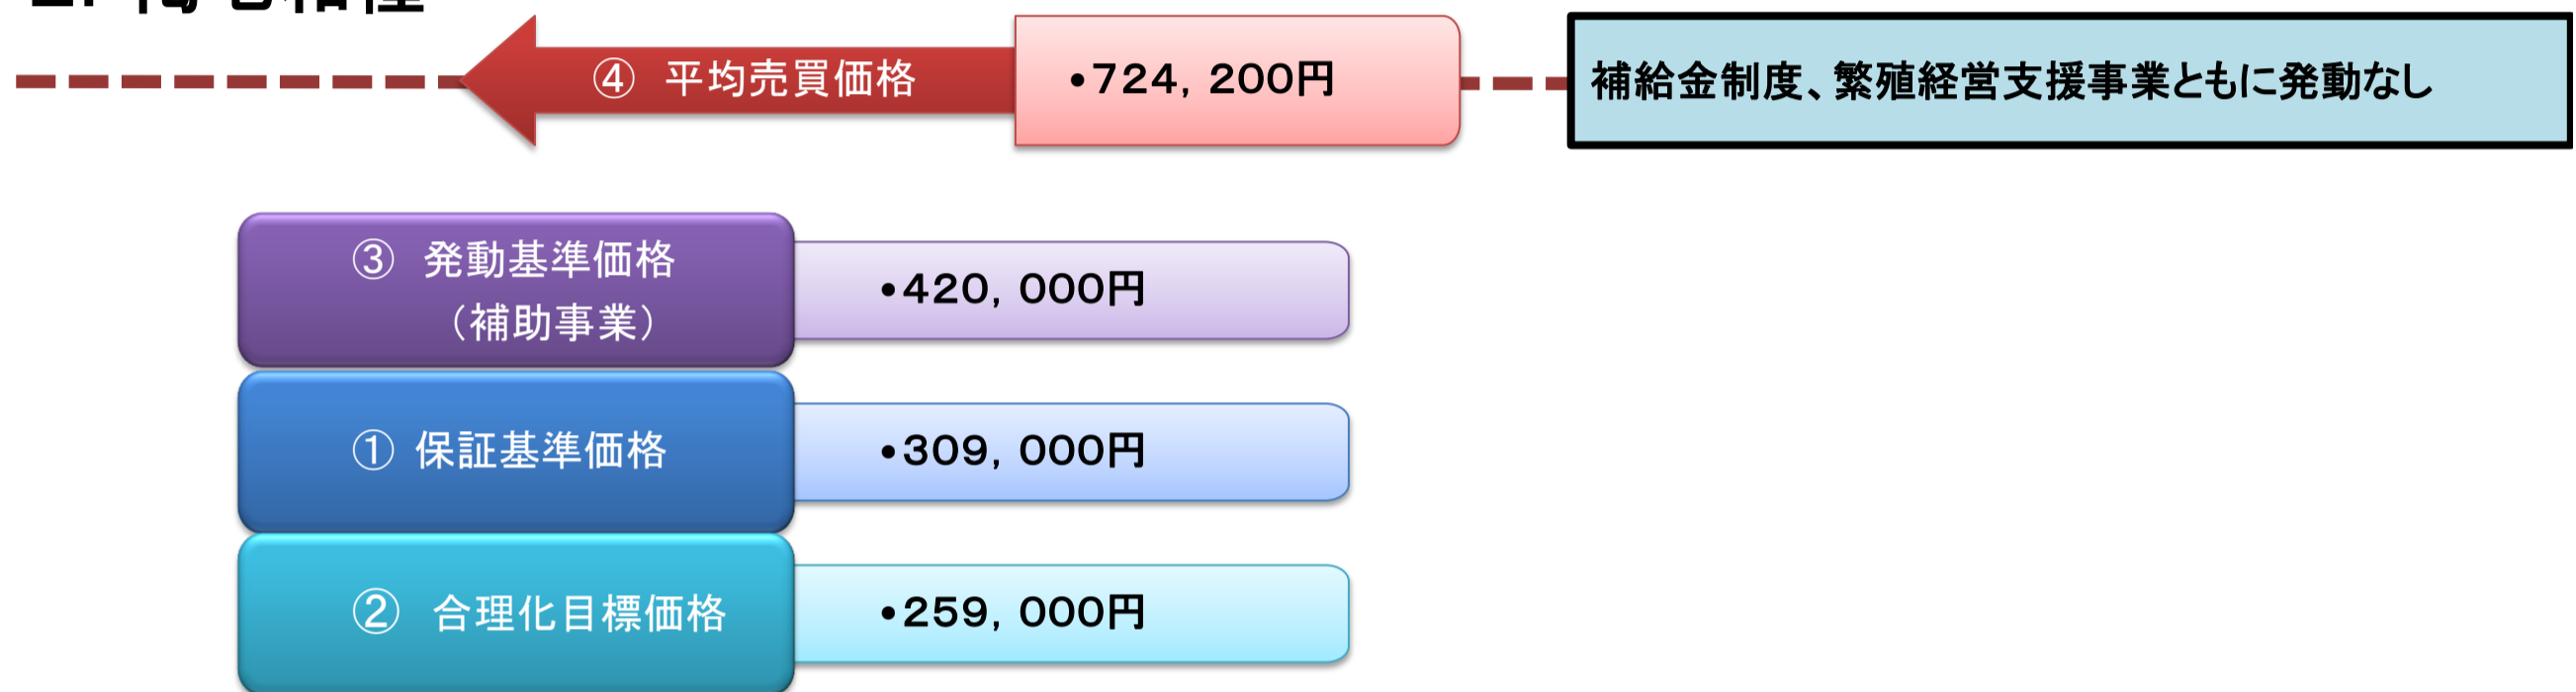 ④ 平均売買価格
•724, 200円
補給金制度、繁殖経営支援事業ともに発動なし
③ 発動基準価格
（補助事業）
•420, 000円
① 保証基準価格
•309, 000円
② 合理化目標価格
•259, 000円